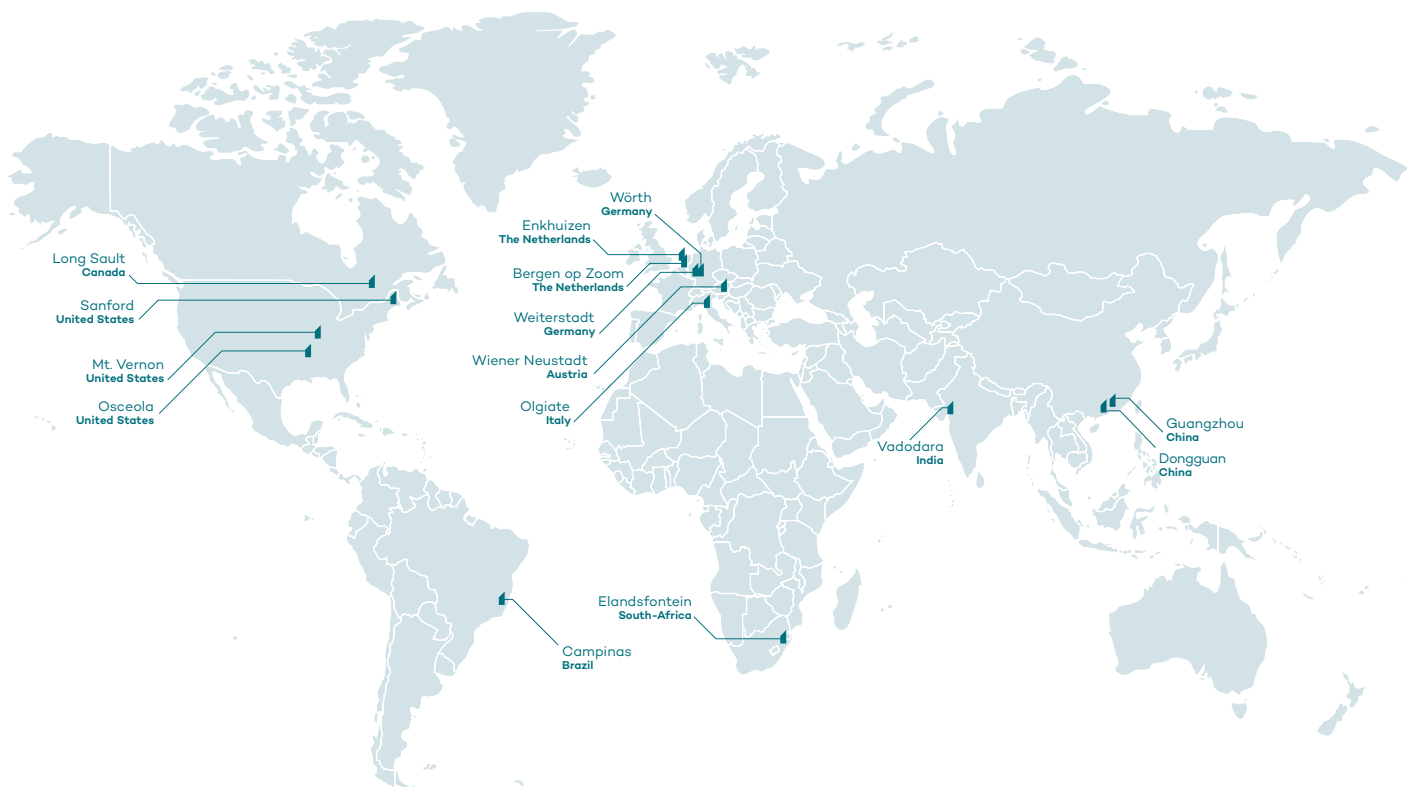 Wörth
Germany
Enkhuizen
The Netherlands
Long Sault
Canada
Bergen op Zoom
The Netherlands
Sanford
United States
Weiterstadt
Germany
Mt. Vernon
United States
Wiener Neustadt
Austria
Osceola
United States
Olgiate
Italy
Guangzhou
China
Vadodara
India
Dongguan
China
Elandsfontein
South-Africa
Campinas
Brazil